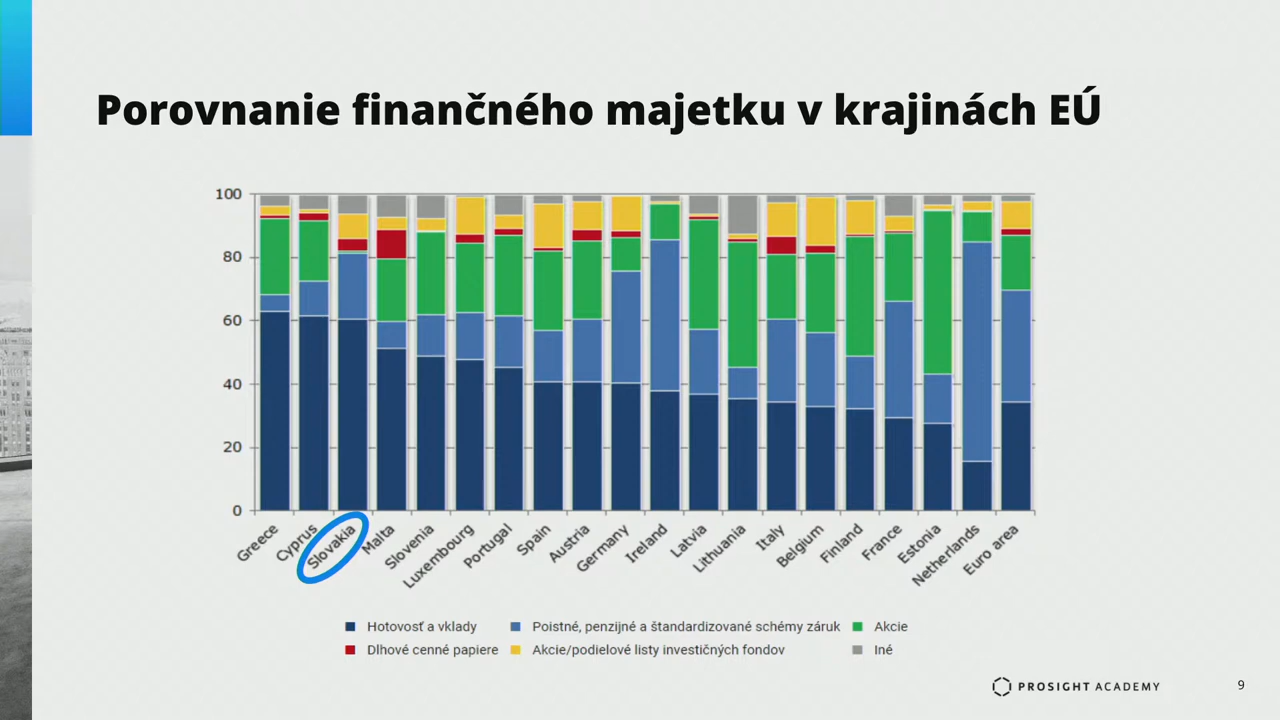 Porovnanie finančného majetku v krajinách EÚ
100
80
60
40
20
0
Greece
Cyprus
Slovakia
Malta
Slovenia
Luxembourg
Portugal
Spain
Austria
Germany
Ireland
Latvia
Lithuania
Italy
Belgium
Finland
France
Estonia
Netherlands
Euro area
Hotovosť a vklady
Poistné, penzijné a štandardizované schémy záruk
Akcie
Dlhové cenné papiere
Akcie/podielové listy investičných fondov
Iné
PROSIGHT ACADEMY
9